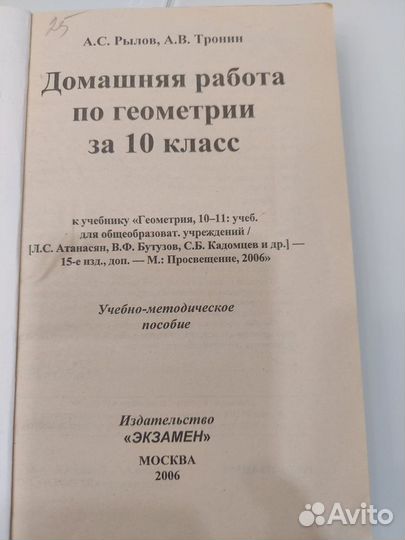 25
А.С. Рылов, А.В. Тронин
Домашняя работа
по геометрии
за 10 класс
к учебнику «Геометрия, 10–11: учеб.
для общеобразоват. учреждений /
[Л.С. Атанасян, В.Ф. Бутузов, С.Б. Кадомцев и др.] —
15-е изд., доп. — М.: Просвещение, 2006»
Учебно-методическое
пособие
Издательство
«ЭКЗАМЕН»
МОСКВА
2006
Avito